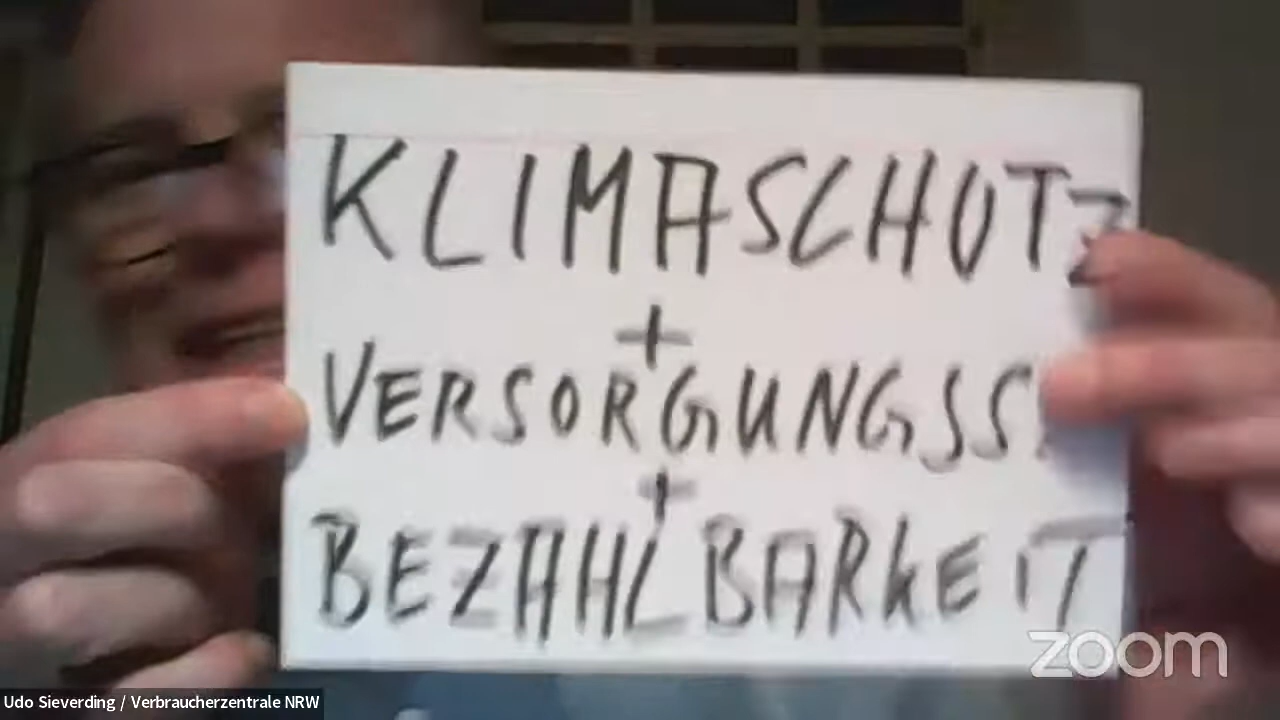 KLIMASCHUTZ
+
VERSORGUNGSS.
+
BEZAHLBARKEIT
zoom
Udo Sieverding / Verbraucherzentrale NRW